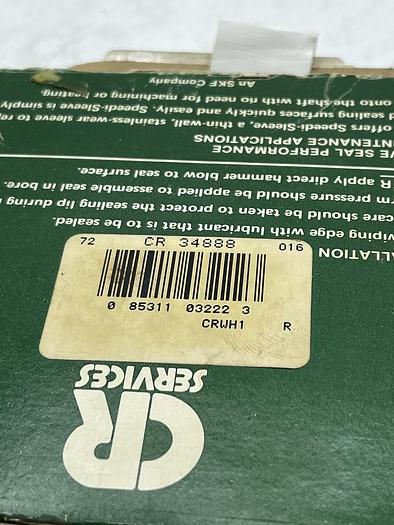 72 CR 34888 016
0 85311 03222 3
CRWH1 R
CR
SERVICES
ALLATION
wiping edge with lubricant that is to be sealed.
care should be taken to protect the sealing lip during
rm pressure should be applied to assemble seal in bore.
R apply direct hammer blow to seal surface.
VE SEAL PERFORMANCE
NTENANCE APPLICATIONS
offers Speedi-Sleeve, a thin-wall, stainless, wear sleeve to rep
d sealing surfaces quickly and easily. Speedi-Sleeve is simply
onto the shaft with no need for machining or heating.
An SKF Company